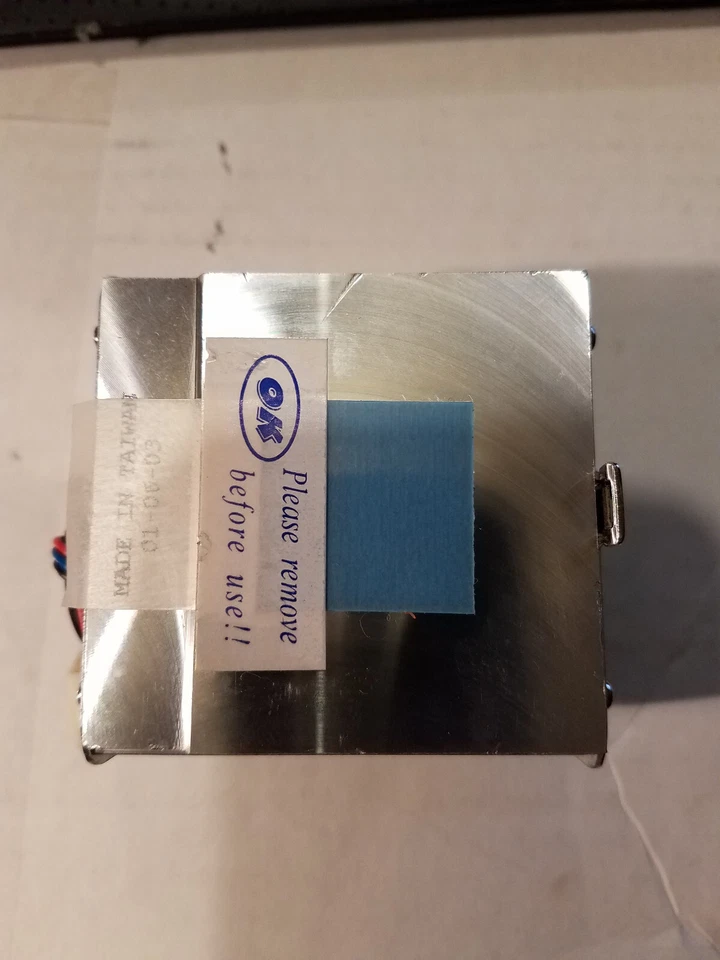 MADE IN TAIWAN
01-06-03
OK
Please remove
before use!!